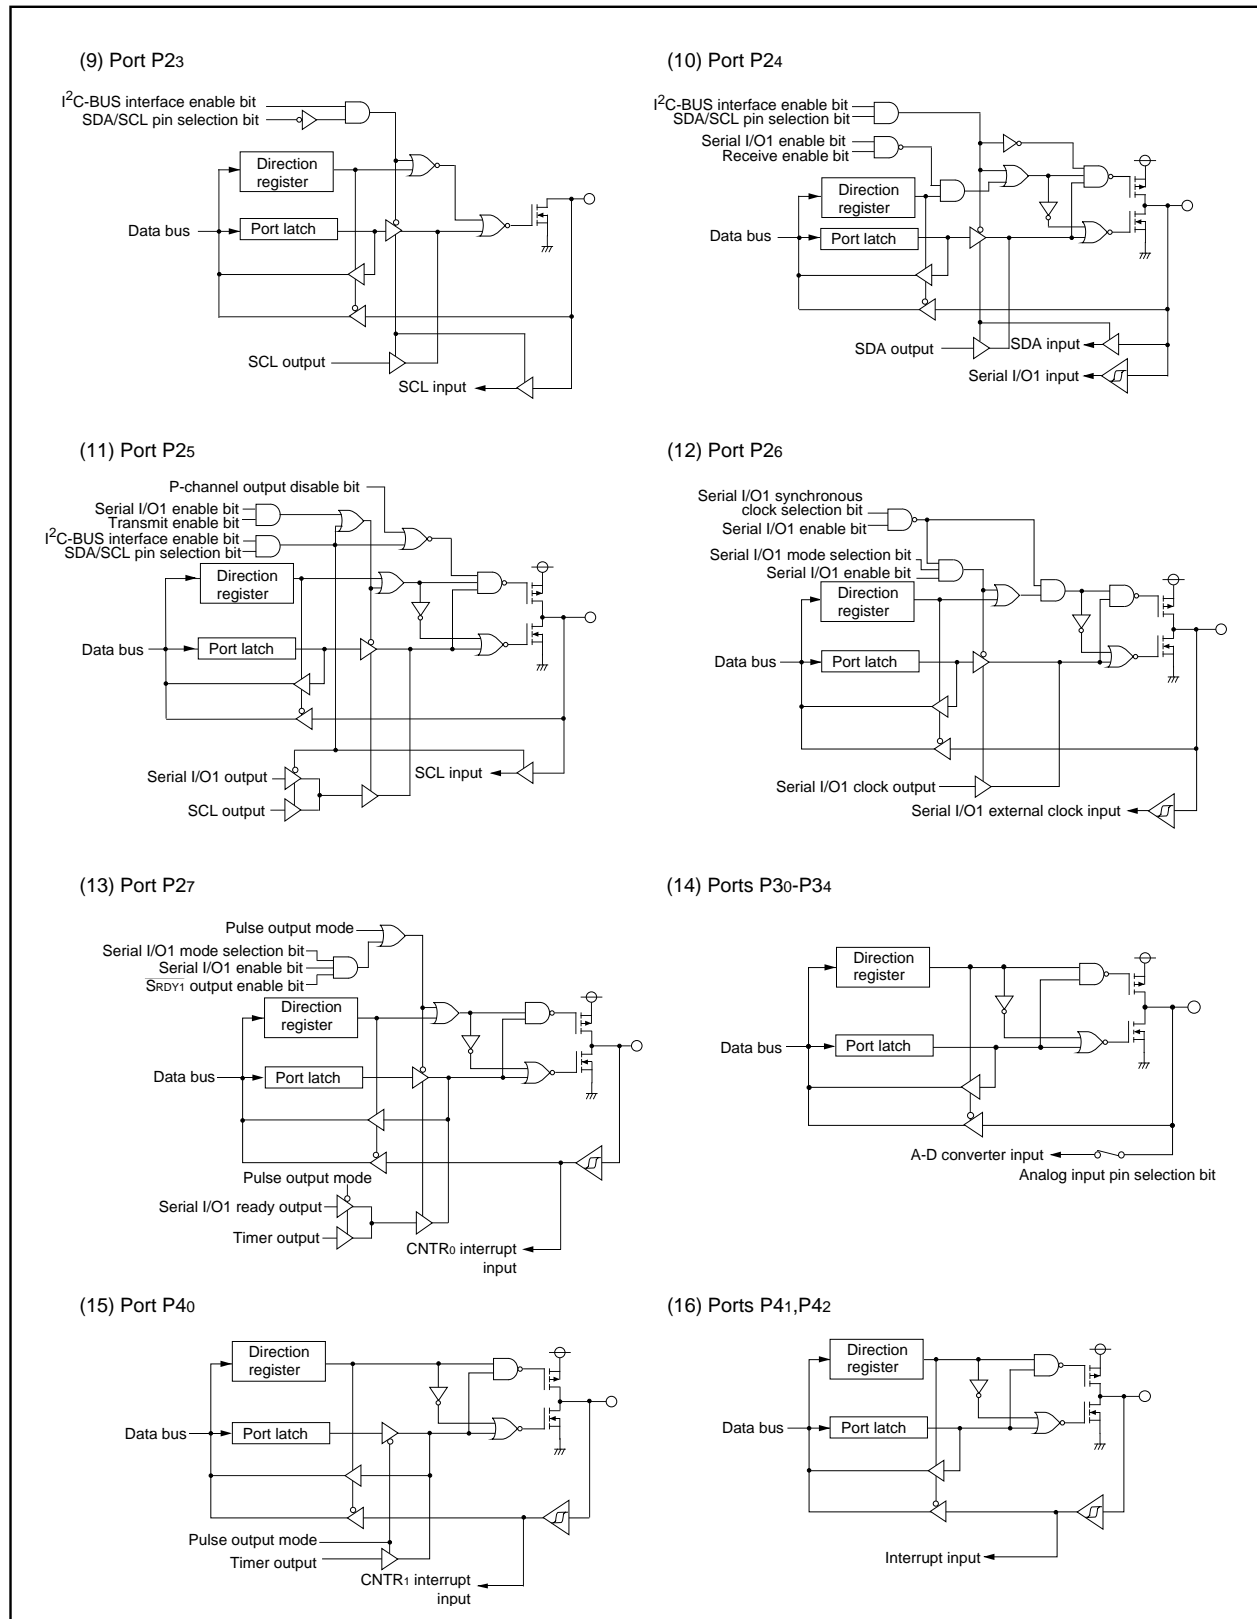 (9) Port P23
I2C-BUS interface enable bit
SDA/SCL pin selection bit
Direction
register
Data bus
Port latch
SCL output
SCL input
(10) Port P24
I2C-BUS interface enable bit
SDA/SCL pin selection bit
Serial I/O1 enable bit
Receive enable bit
Direction
register
Data bus
Port latch
SDA output
SDA input
Serial I/O1 input
(11) Port P25
P-channel output disable bit
Serial I/O1 enable bit
Transmit enable bit
I2C-BUS interface enable bit
SDA/SCL pin selection bit
Direction
register
Data bus
Port latch
Serial I/O1 output
SCL output
SCL input
(12) Port P26
Serial I/O1 synchronous
clock selection bit
Serial I/O1 enable bit
Serial I/O1 mode selection bit
Serial I/O1 enable bit
Direction
register
Data bus
Port latch
Serial I/O1 clock output
Serial I/O1 external clock input
(13) Port P27
Pulse output mode
Serial I/O1 mode selection bit
Serial I/O1 enable bit
SRDY1 output enable bit
Direction
register
Data bus
Port latch
Pulse output mode
Serial I/O1 ready output
Timer output
CNTR0 interrupt
input
(14) Ports P30-P34
Direction
register
Data bus
Port latch
A-D converter input
Analog input pin selection bit
(15) Port P40
Direction
register
Data bus
Port latch
Pulse output mode
Timer output
CNTR1 interrupt
input
(16) Ports P41,P42
Direction
register
Data bus
Port latch
Interrupt input